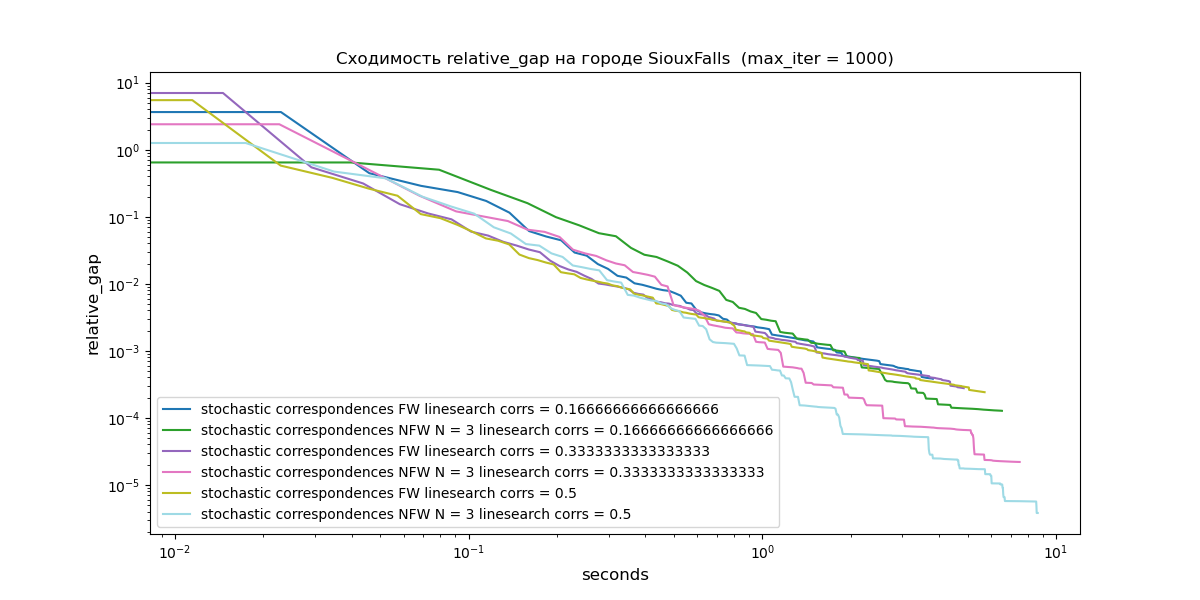 Сходимость relative_gap на городе SiouxFalls  (max_iter = 1000)
relative_gap
10^1
10^0
10^-1
10^-2
10^-3
10^-4
10^-5
stochastic correspondences FW linesearch corrs = 0.16666666666666666
stochastic correspondences NFW N = 3 linesearch corrs = 0.16666666666666666
stochastic correspondences FW linesearch corrs = 0.3333333333333333
stochastic correspondences NFW N = 3 linesearch corrs = 0.3333333333333333
stochastic correspondences FW linesearch corrs = 0.5
stochastic correspondences NFW N = 3 linesearch corrs = 0.5
10^-2 10^-1 10^0 10^1
seconds